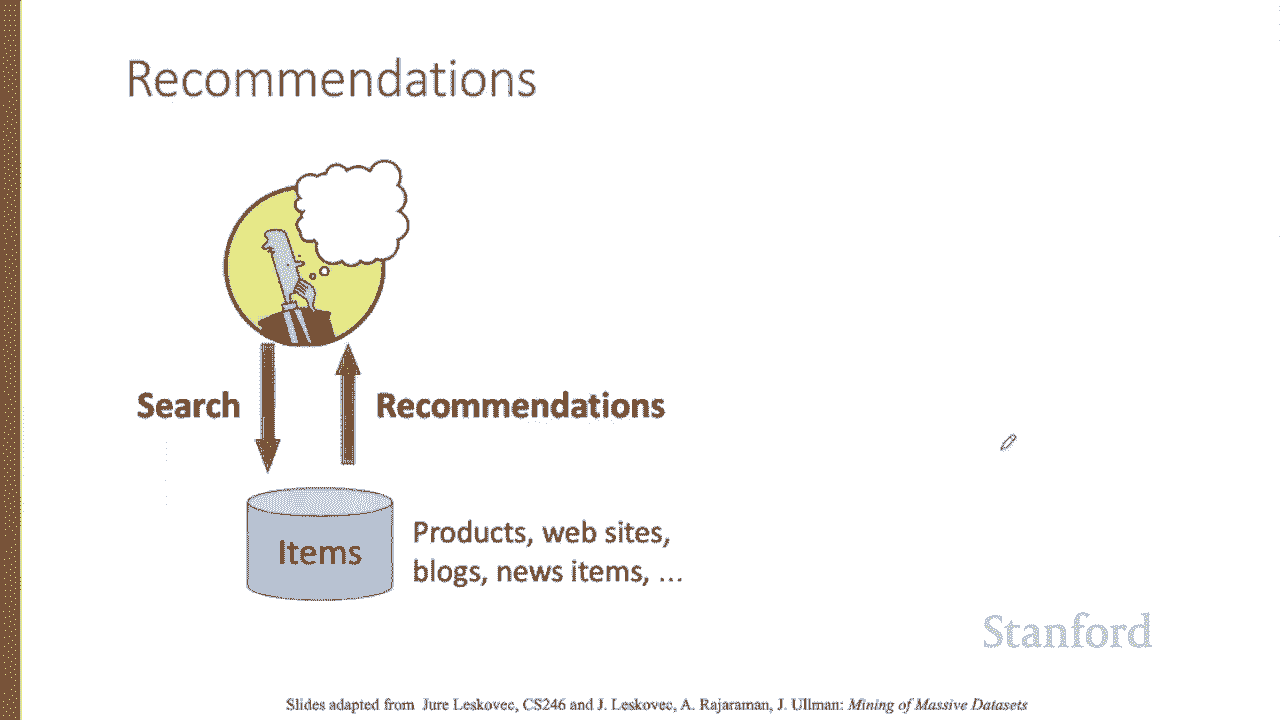 Recommendations
Search
Recommendations
Items
Products, web sites,
blogs, news items, ...
Stanford
Slides adapted from Jure Leskovec, CS246 and J. Leskovec, A. Rajaraman, J. Ullman: Mining of Massive Datasets